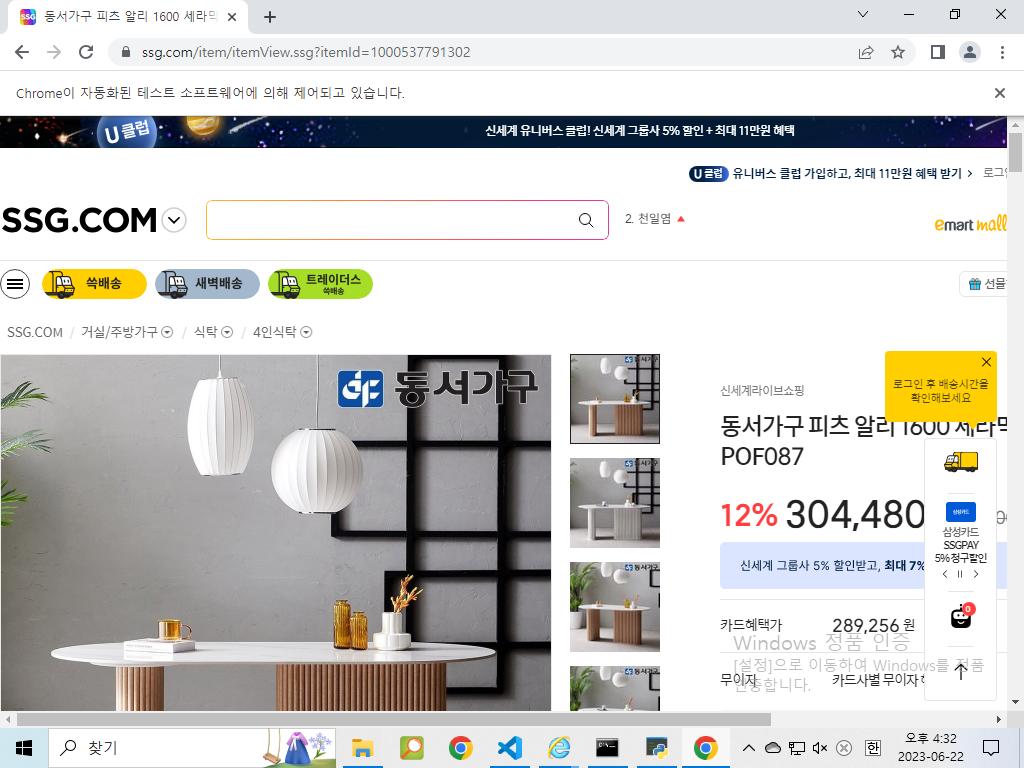 동서가구 피츠 알리 1600 세라믹
ssg.com/item/itemView.ssg?itemId=1000537791302
Chrome이 자동화된 테스트 소프트웨어에 의해 제어되고 있습니다.
U 클럽
신세계 유니버스 클럽! 신세계 그룹사 5% 할인 + 최대 11만원 혜택
U 클럽 유니버스 클럽 가입하고, 최대 11만원 혜택 받기 > 로그인
SSG.COM
2. 천일염
emart mall
쓱배송
새벽배송
트레이더스
쓱배송
선물
SSG.COM / 거실/주방가구 / 식탁 / 4인식탁
동서가구
로그인 후 배송시간을
확인해보세요
신세계라이브쇼핑
동서가구 피츠 알리 1600 세라믹
POF087
12% 304,480
신세계 그룹사 5% 할인받고, 최대 7%
삼성카드
삼성카드
SSGPAY
5% 청구할인
0
카드혜택가 289,256 원
무이자 카드사별 무이자
Windows 정품 인증
[설정]으로 이동하여 Windows를 정품
인증합니다.
찾기
오후 4:32
한
2023-06-22